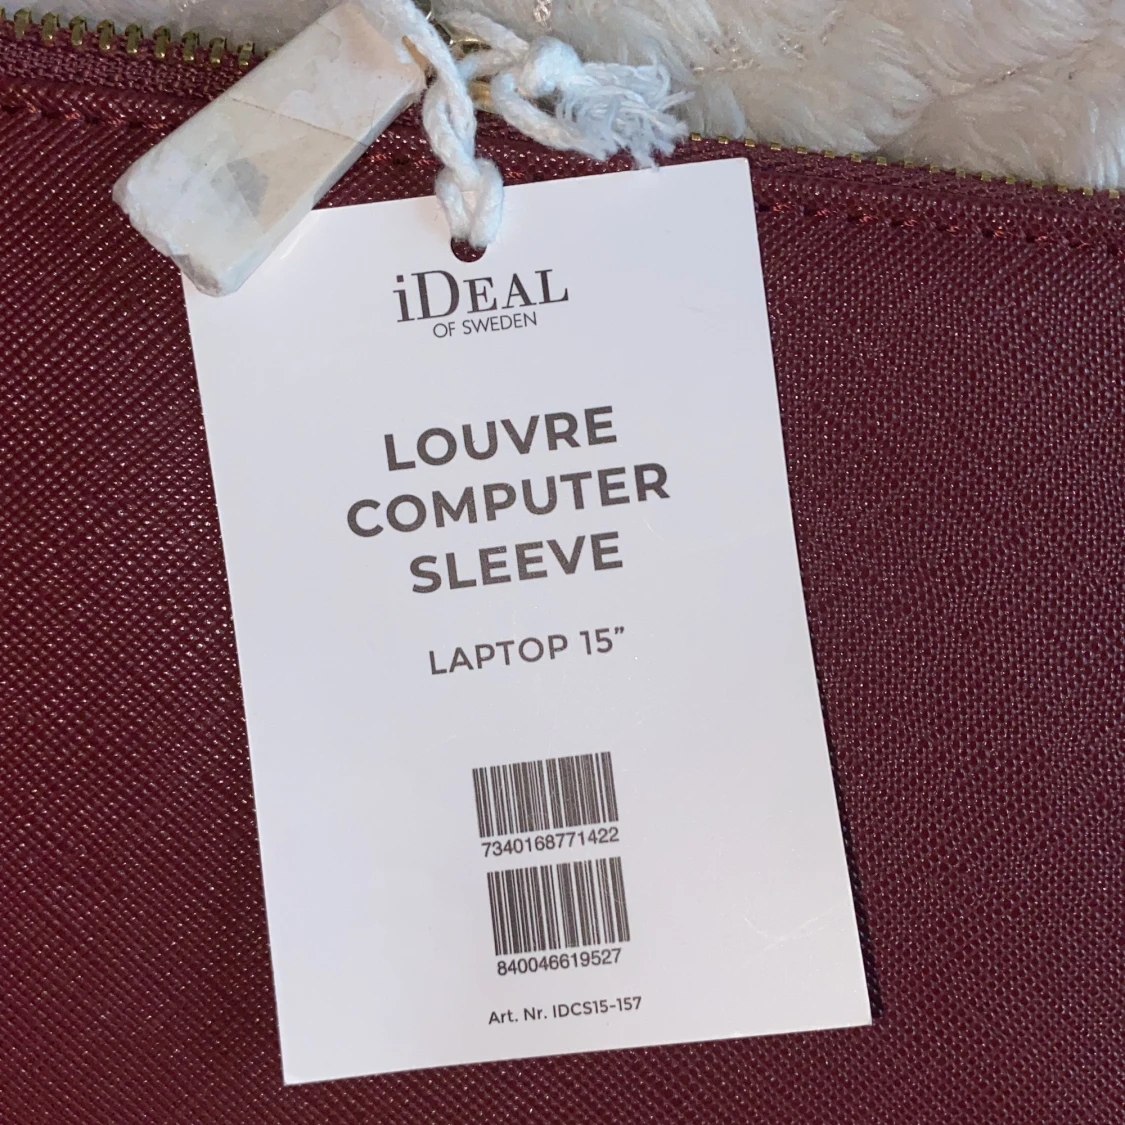 iDEAL
OF SWEDEN
LOUVRE
COMPUTER
SLEEVE
LAPTOP 15”
7340168771422
840046619527
Art. Nr. IDCS15-157